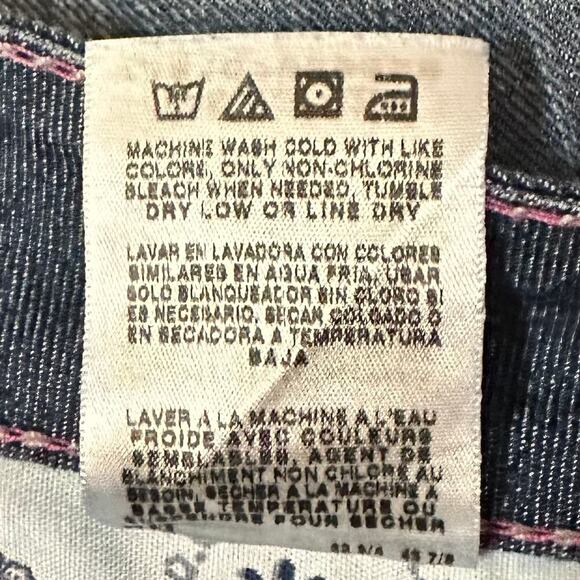 MACHINE WASH COLD WITH LIKE
COLORS, ONLY NON-CHLORINE
BLEACH WHEN NEEDED, TUMBLE
DRY LOW OR LINE DRY
LAVAR EN LAVADORA CON COLORES
SIMILARES EN AGUA FRIA, USAR
SOLO BLANQUEADOR SIN CLORO SI
ES NECESARIO, SECAR COLGADO O
EN SECADORA A TEMPERATURA
BAJA
LAVER A LA MACHINE A L'EAU
FROIDE AVEC COULEURS
SEMBLABLES, AGENT DE
BLANCHIMENT NON CHLORE AU
BESOIN, SECHER A LA MACHINE A
BASSE TEMPERATURE OU
SUSPENDRE POUR SECHER